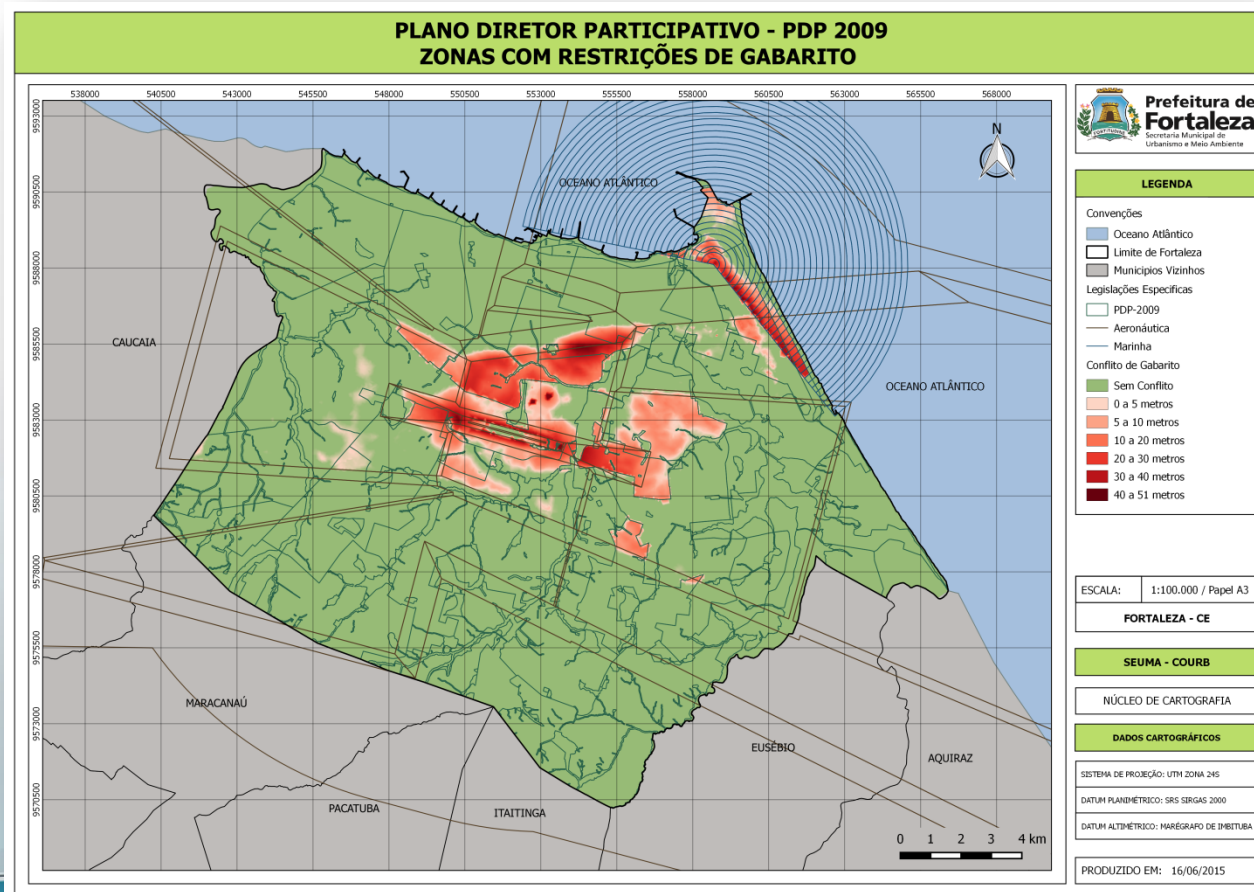 PLANO DIRETOR PARTICIPATIVO - PDP 2009
ZONAS COM RESTRIÇÕES DE GABARITO
538000 540500 543000 545500 548000 550500 553000 555500 558000 560500 563000 565500 568000
9593000
9590500
9588000
9585500
9583000
9580500
9578000
9575500
9573000
9570500
N
OCEANO ATLÂNTICO
CAUCAIA
OCEANO ATLÂNTICO
MARACANAÚ
EUSÉBIO
AQUIRAZ
PACATUBA
ITAITINGA
0 1 2 3 4 km
FORTITUDINE
Prefeitura de
Fortaleza
Secretaria Municipal de
Urbanismo e Meio Ambiente
LEGENDA
Convenções
Oceano Atlântico
Limite de Fortaleza
Municipios Vizinhos
Legislações Especificas
PDP-2009
Aeronáutica
Marinha
Conflito de Gabarito
Sem Conflito
0 a 5 metros
5 a 10 metros
10 a 20 metros
20 a 30 metros
30 a 40 metros
40 a 51 metros
ESCALA: 1:100.000 / Papel A3
FORTALEZA - CE
SEUMA - COURB
NÚCLEO DE CARTOGRAFIA
DADOS CARTOGRÁFICOS
SISTEMA DE PROJEÇÃO: UTM ZONA 24S
DATUM PLANIMÉTRICO: SRS SIRGAS 2000
DATUM ALTIMÉTRICO: MARÉGRAFO DE IMBITUBA
PRODUZIDO EM: 16/06/2015